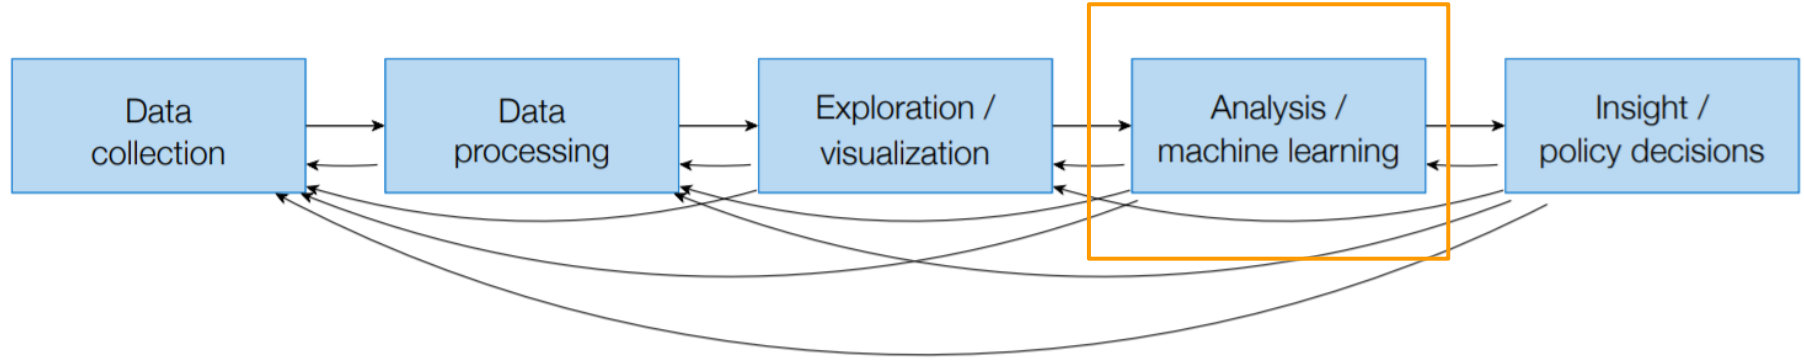 Data
collection
Data
processing
Exploration /
visualization
Analysis /
machine learning
Insight /
policy decisions